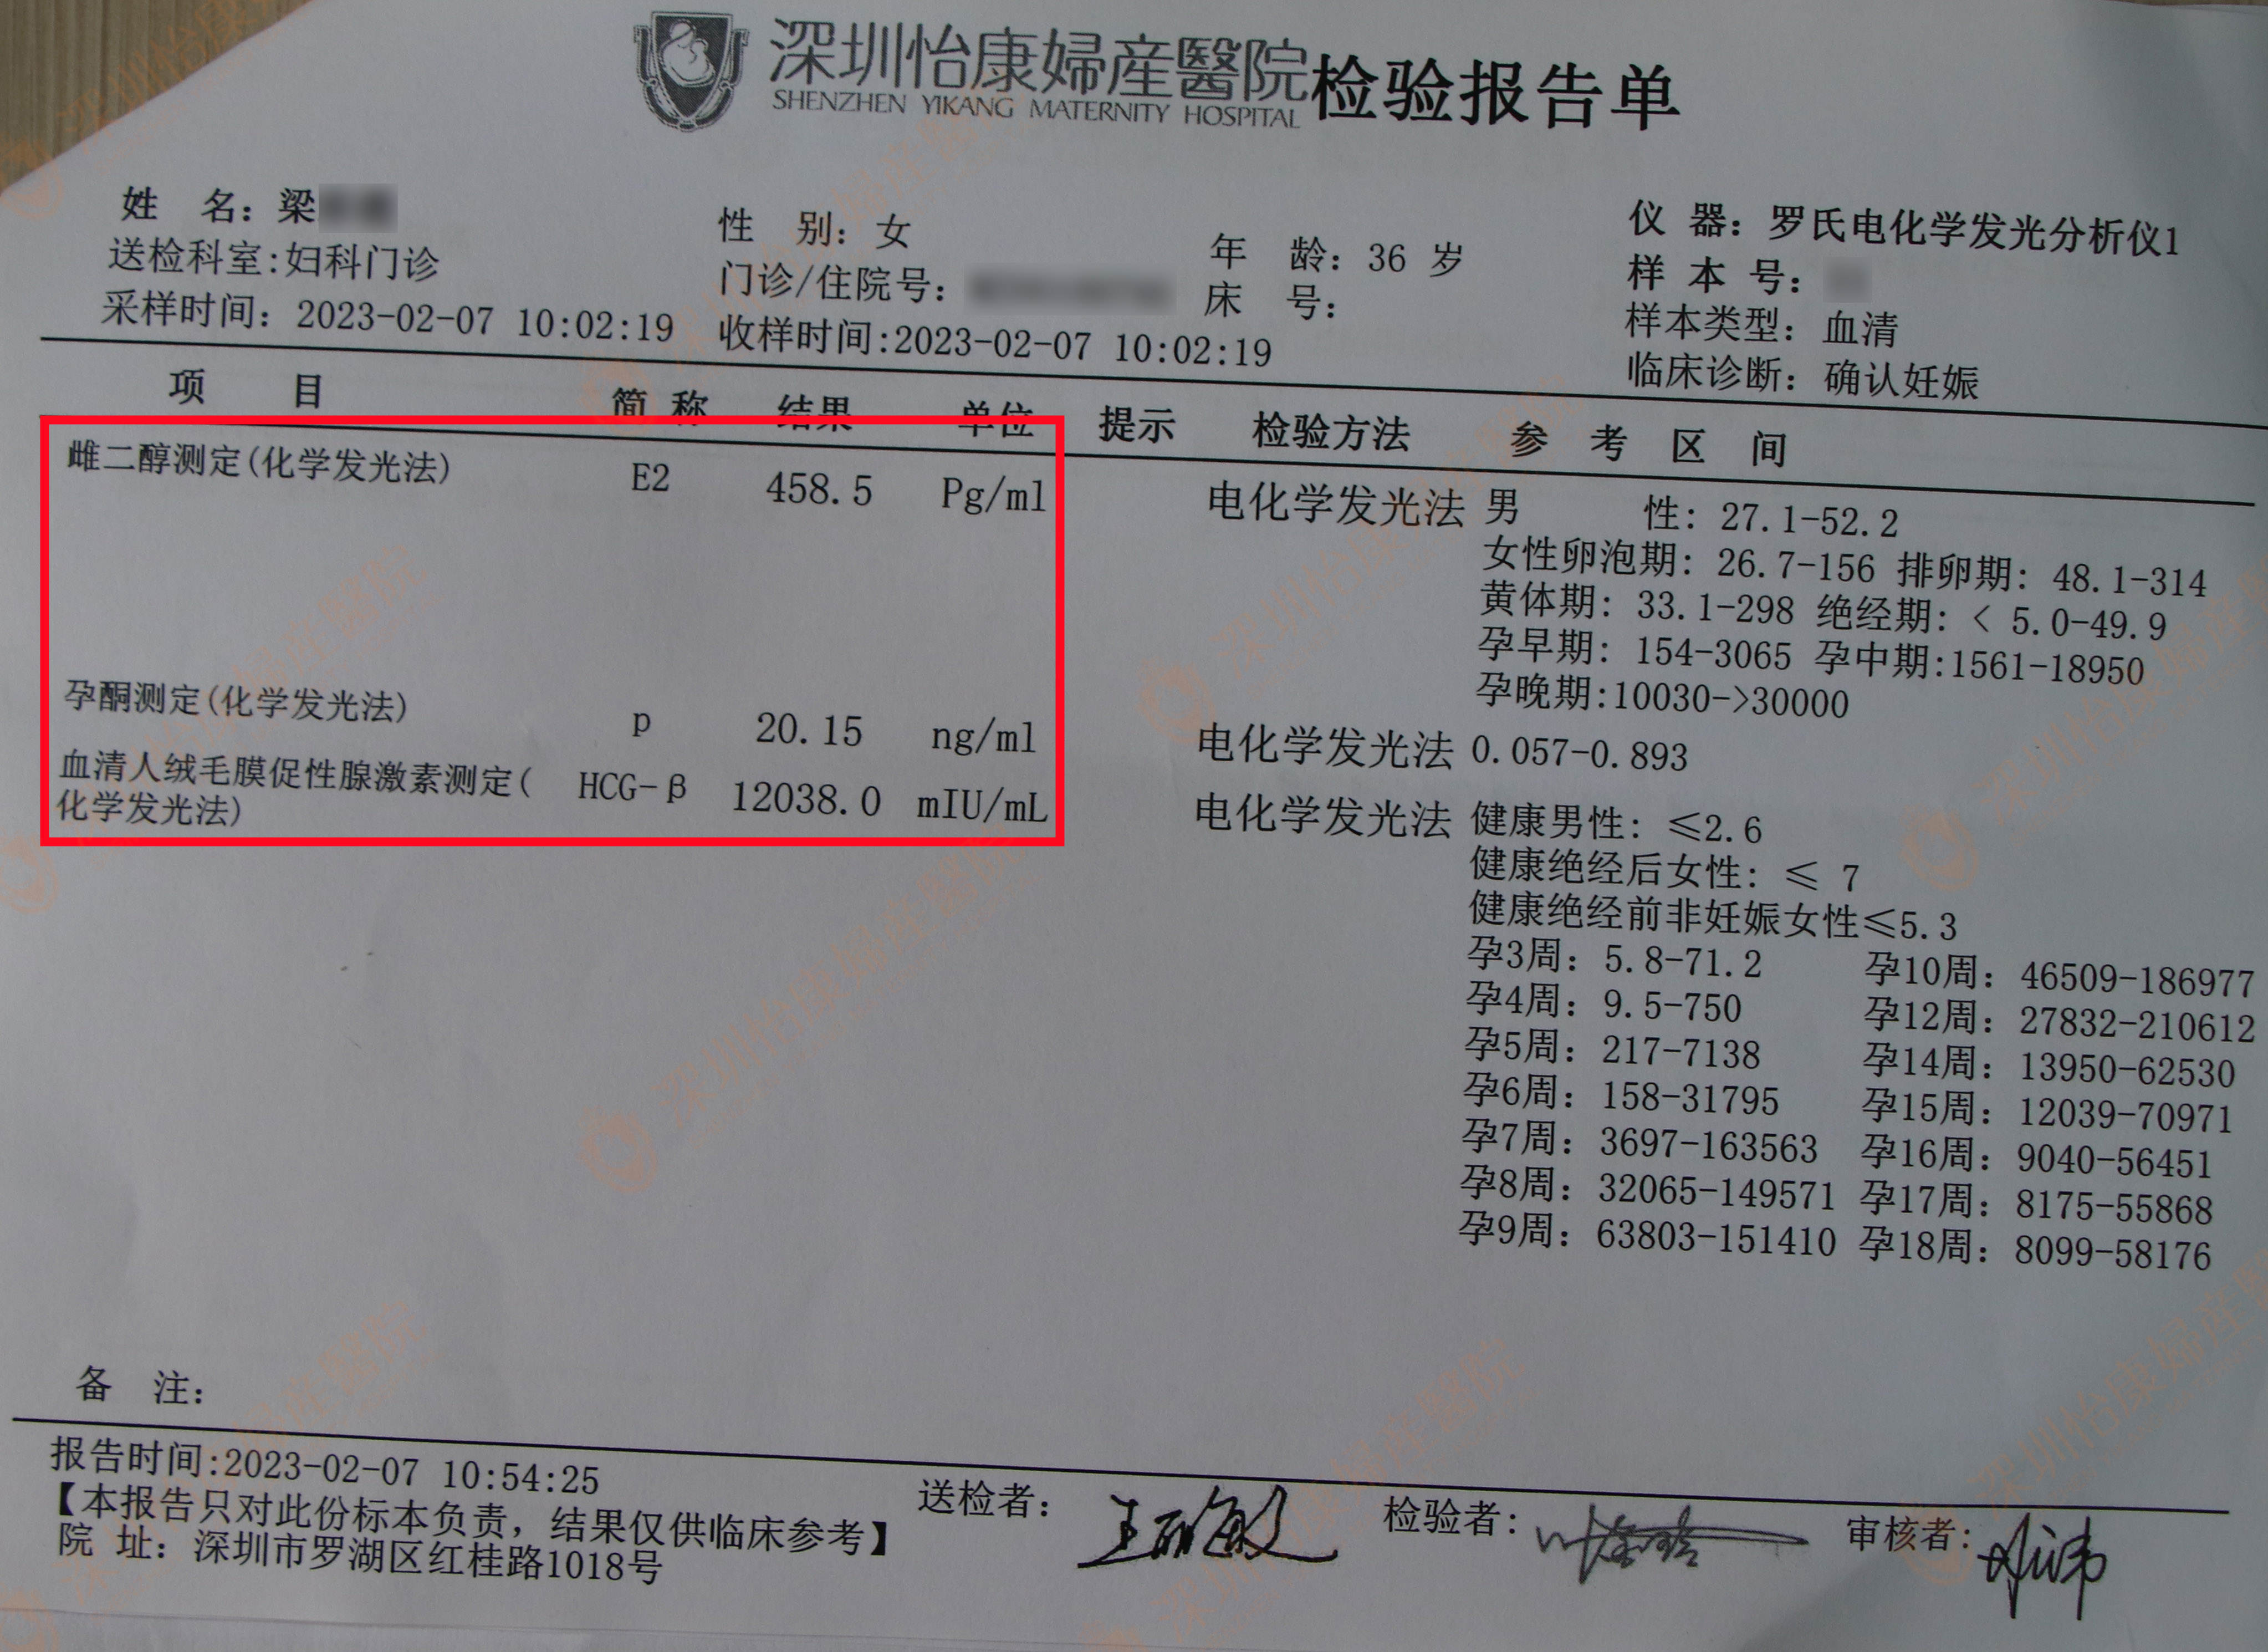 深圳怡康婦産醫院检验报告单
SHENZHEN YIKANG MATERNITY HOSPITAL
姓 名：梁
性 别：女
年 龄：36 岁
仪 器：罗氏电化学发光分析仪1
送检科室:妇科门诊
门诊/住院号：
床 号：
样 本 号：
采样时间：2023-02-07 10:02:19
收样时间:2023-02-07 10:02:19
样本类型：血清
临床诊断：确认妊娠
项 目 简 称 结果 单位 提示 检验方法 参 考 区 间
雌二醇测定(化学发光法) E2 458.5 Pg/ml 电化学发光法 男 性：27.1-52.2
女性卵泡期：26.7-156 排卵期：48.1-314
黄体期：33.1-298 绝经期：< 5.0-49.9
孕早期：154-3065 孕中期:1561-18950
孕晚期:10030->30000
孕酮测定(化学发光法) p 20.15 ng/ml 电化学发光法 0.057-0.893
血清人绒毛膜促性腺激素测定( HCG-β 12038.0 mIU/mL 电化学发光法 健康男性：≤2.6
化学发光法)
健康绝经后女性：≤ 7
健康绝经前非妊娠女性≤5.3
孕3周：5.8-71.2 孕10周：46509-186977
孕4周：9.5-750 孕12周：27832-210612
孕5周：217-7138 孕14周：13950-62530
孕6周：158-31795 孕15周：12039-70971
孕7周：3697-163563 孕16周：9040-56451
孕8周：32065-149571 孕17周：8175-55868
孕9周：63803-151410 孕18周：8099-58176
备 注：
报告时间:2023-02-07 10:54:25
送检者：
检验者：
审核者：
【本报告只对此份标本负责，结果仅供临床参考】
院 址：深圳市罗湖区红桂路1018号
深圳怡康婦産醫院